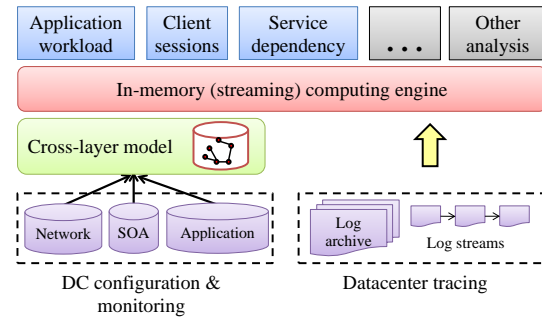 Application
workload
Client
sessions
Service
dependency
...
Other
analysis
In-memory (streaming) computing engine
Cross-layer model
Network
SOA
Application
Log
archive
Log streams
DC configuration &
monitoring
Datacenter tracing